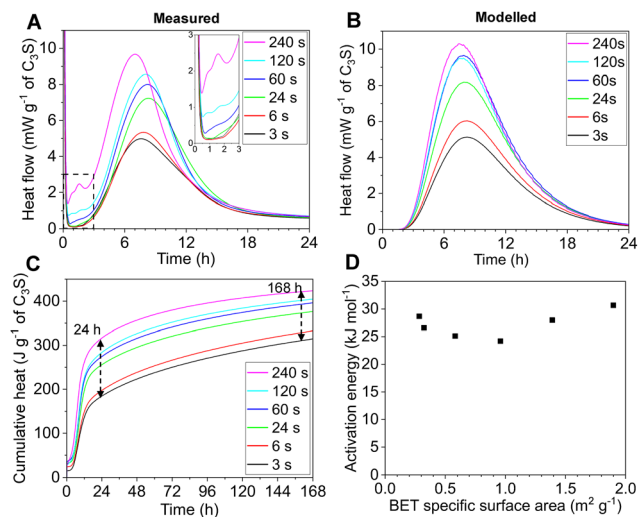 Measured
Modelled
A
Heat flow (mW g⁻¹ of C₃S)
10
8
6
4
2
0
0 6 12 18 24
Time (h)
3
2
1
0
0 1 2 3
240 s
120 s
60 s
24 s
6 s
3 s
B
Heat flow (mW g⁻¹ of C₃S)
10
8
6
4
2
0
0 6 12 18 24
Time (h)
240s
120s
60s
24s
6s
3s
C
Cumulative heat (J g⁻¹ of C₃S)
400
300
200
100
0
0 24 48 72 96 120 144 168
Time (h)
24 h
168 h
240 s
120 s
60 s
24 s
6 s
3 s
D
Activation energy (kJ mol⁻¹)
35
30
25
20
15
10
5
0
0.0 0.5 1.0 1.5 2.0
BET specific surface area (m² g⁻¹)